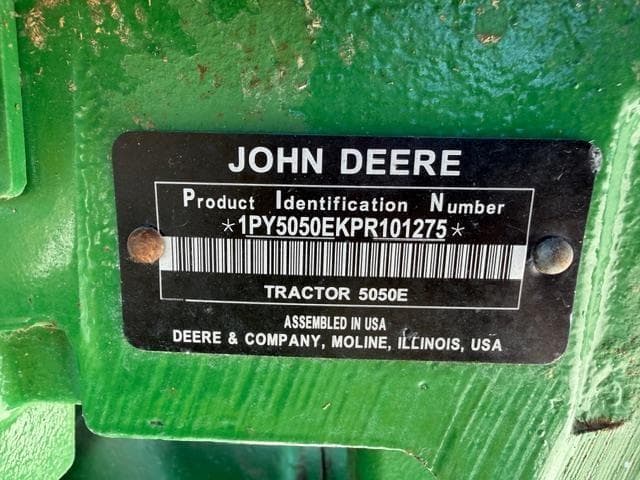 JOHN DEERE
Product Identification Number
*1PY5050EKPR101275*
TRACTOR 5050E
ASSEMBLED IN USA
DEERE & COMPANY, MOLINE, ILLINOIS, USA